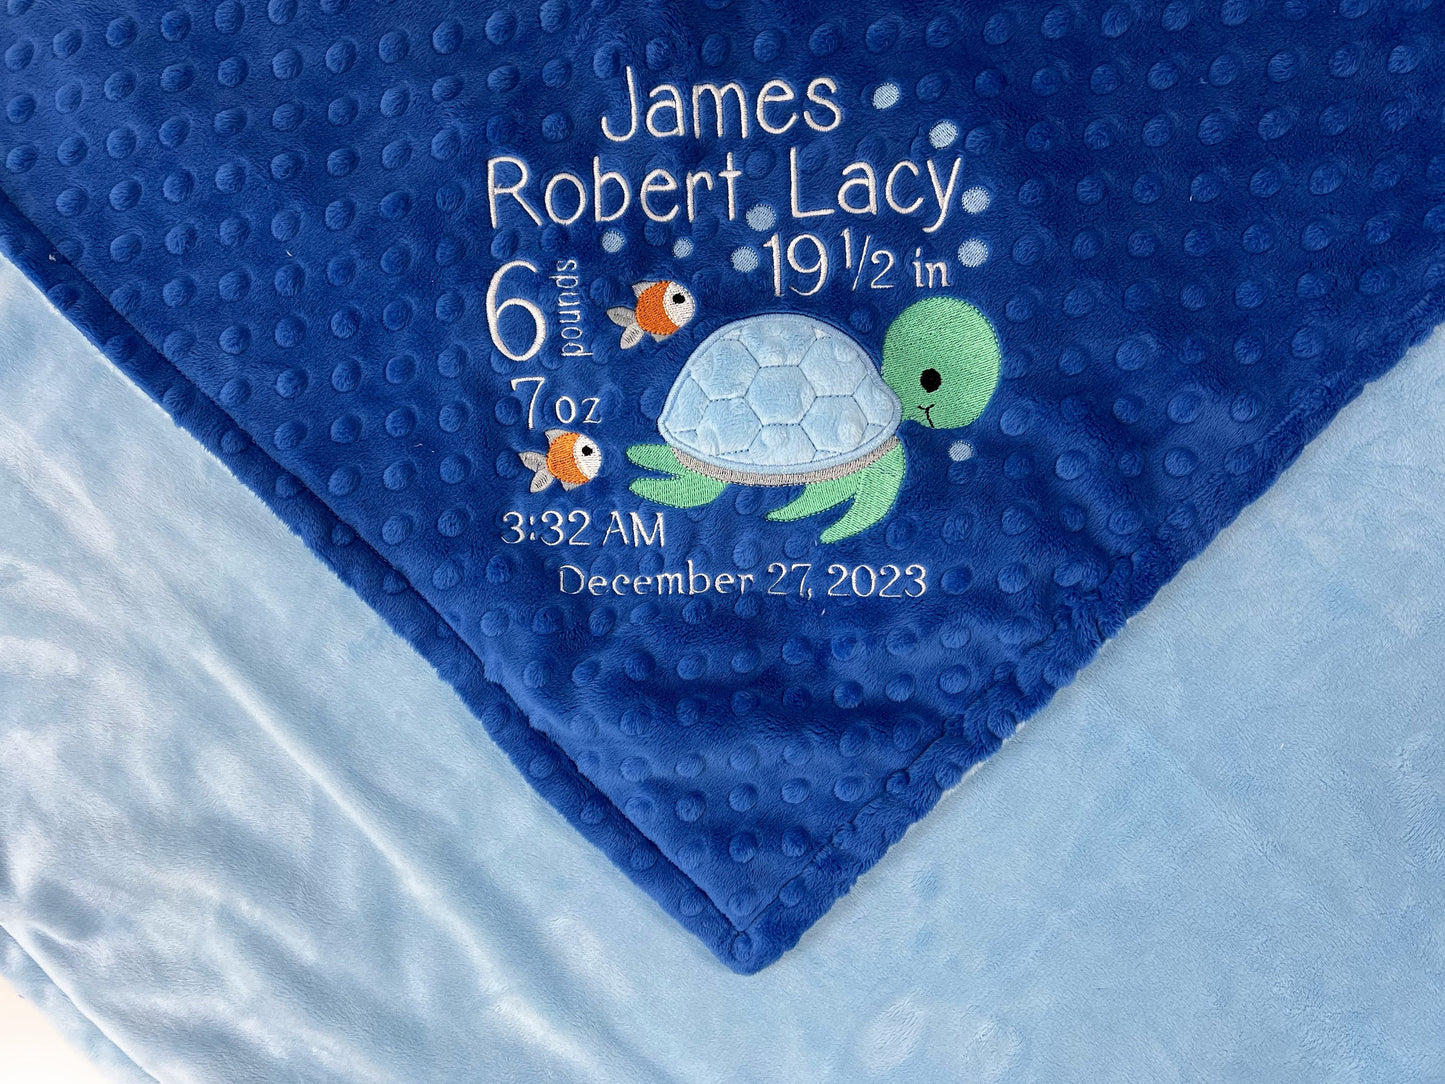 James
Robert Lacy
19 1/2 in
6 pounds
7 oz
3:32 AM
December 27, 2023